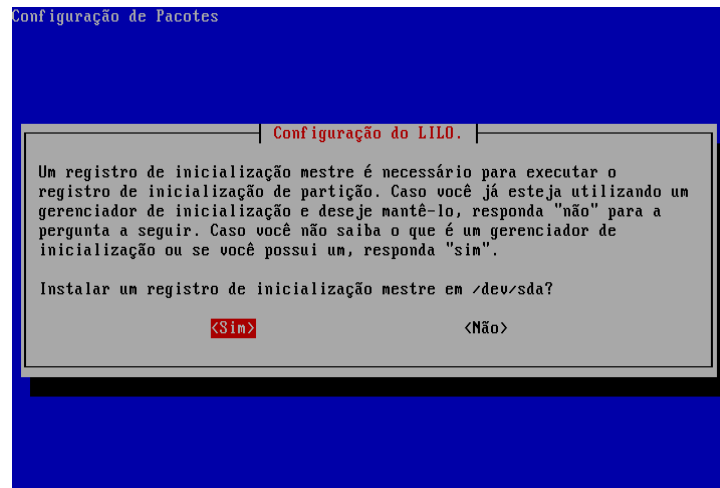 Configuração de Pacotes
Configuração do LILO.
Um registro de inicialização mestre é necessário para executar o
registro de inicialização de partição. Caso você já esteja utilizando um
gerenciador de inicialização e deseje mantê-lo, responda "não" para a
pergunta a seguir. Caso você não saiba o que é um gerenciador de
inicialização ou se você possui um, responda "sim".
Instalar um registro de inicialização mestre em /dev/sda?
<Sim> <Não>